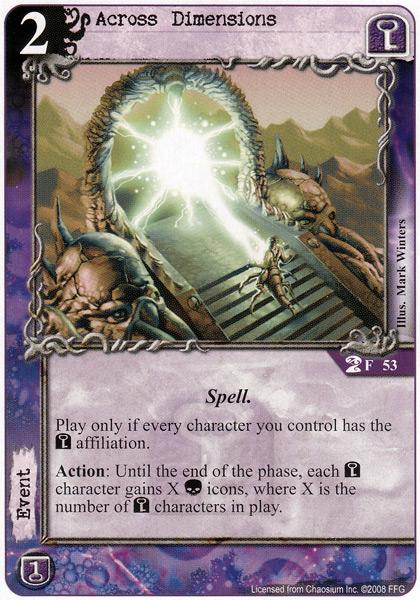 2 Across Dimensions
Illus. Mark Winters
F 53
Spell.
Play only if every character you control has the
affiliation.
Action: Until the end of the phase, each
character gains X icons, where X is the
number of characters in play.
Event
Licensed from Chaosium Inc. ©2008 FFG